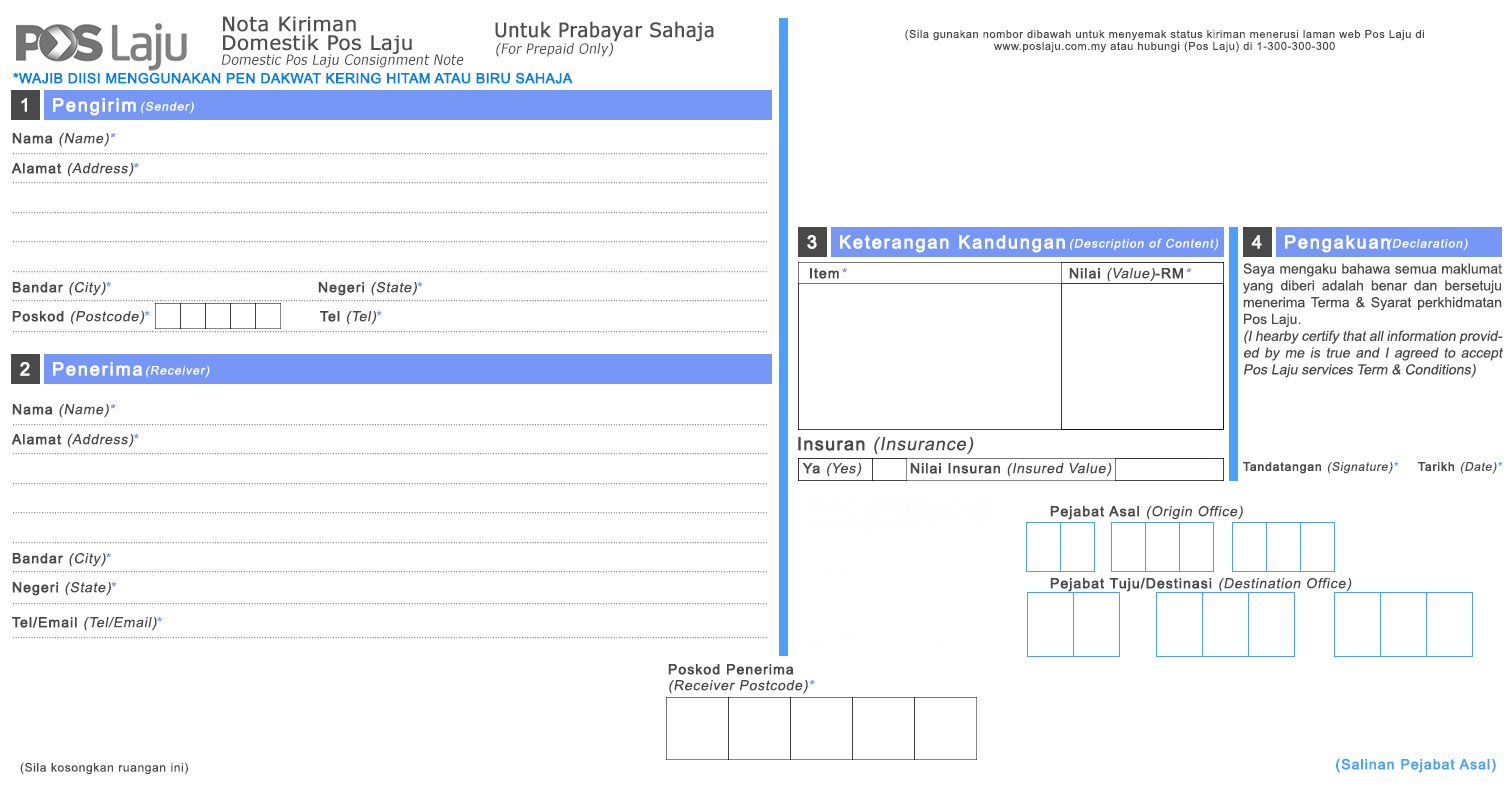 POS Laju
Nota Kiriman
Domestik Pos Laju
Domestic Pos Laju Consignment Note
Untuk Prabayar Sahaja
(For Prepaid Only)
*WAJIB DIISI MENGGUNAKAN PEN DAKWAT KERING HITAM ATAU BIRU SAHAJA
1 Pengirim (Sender)
Nama (Name)*
Alamat (Address)*
Bandar (City)* Negeri (State)*
Poskod (Postcode)* Tel (Tel)*
2 Penerima (Receiver)
Nama (Name)*
Alamat (Address)*
Bandar (City)*
Negeri (State)*
Tel/Email (Tel/Email)*
Poskod Penerima
(Receiver Postcode)*
(Sila kosongkan ruangan ini)
(Sila gunakan nombor dibawah untuk menyemak status kiriman menerusi laman web Pos Laju di
www.poslaju.com.my atau hubungi (Pos Laju) di 1-300-300-300
3 Keterangan Kandungan (Description of Content)
Item* Nilai (Value)-RM*
Insuran (Insurance)
Ya (Yes) Nilai Insuran (Insured Value)
4 Pengakuan (Declaration)
Saya mengaku bahawa semua maklumat
yang diberi adalah benar dan bersetuju
menerima Terma & Syarat perkhidmatan
Pos Laju.
(I hearby certify that all information provid-
ed by me is true and I agreed to accept
Pos Laju services Term & Conditions)
Tandatangan (Signature)* Tarikh (Date)*
Pejabat Asal (Origin Office)
Pejabat Tuju/Destinasi (Destination Office)
(Salinan Pejabat Asal)